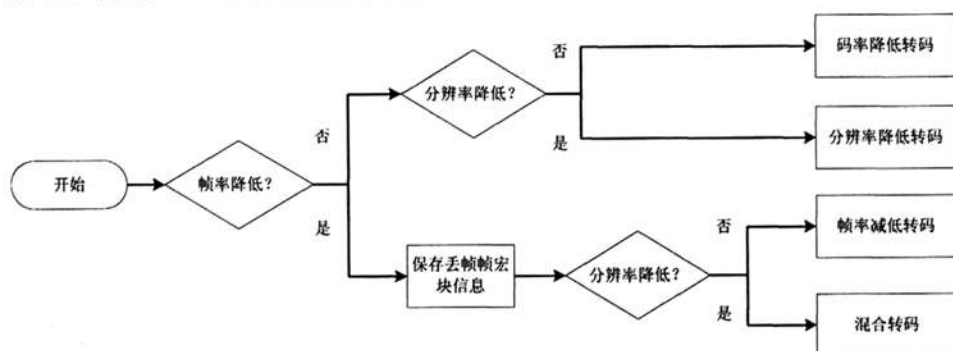 否
码率降低转码
分辨率降低?
是
分辨率降低转码
否
开始
帧率降低?
是
保存丢帧帧宏
块信息
分辨率降低?
否
帧率减低转码
是
混合转码